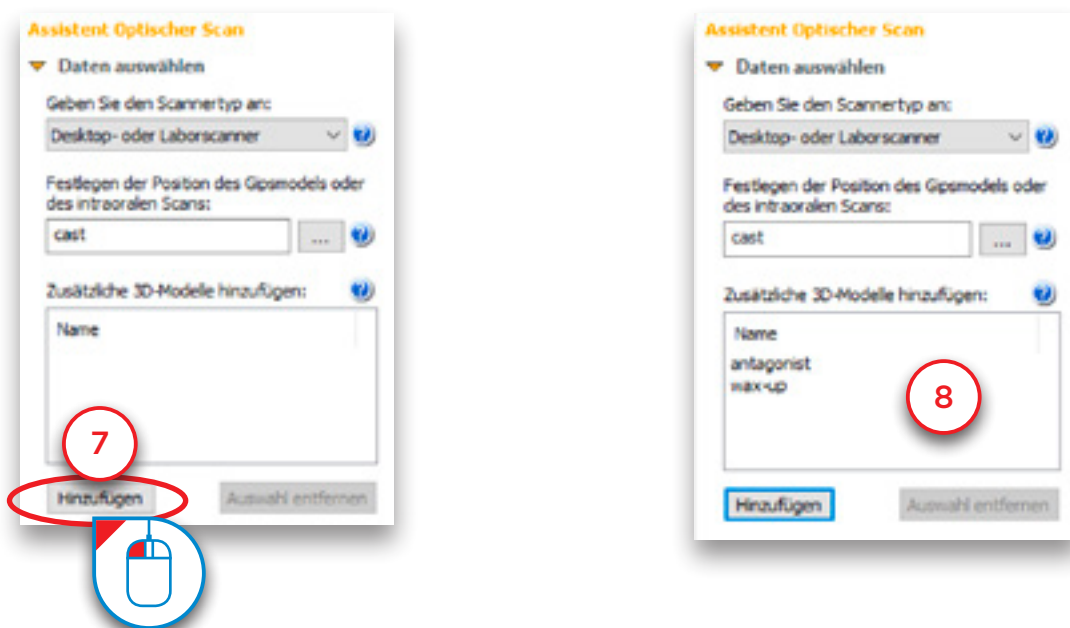 Assistent Optischer Scan
Daten auswählen
Geben Sie den Scannertyp an:
Desktop- oder Laborscanner
Festlegen der Position des Gipsmodels oder
des intraoralen Scans:
cast
...
Zusätzliche 3D-Modelle hinzufügen:
Name
7
Hinzufügen
Auswahl entfernen
Assistent Optischer Scan
Daten auswählen
Geben Sie den Scannertyp an:
Desktop- oder Laborscanner
Festlegen der Position des Gipsmodels oder
des intraoralen Scans:
cast
...
Zusätzliche 3D-Modelle hinzufügen:
Name
antagonist
wax-up
8
Hinzufügen
Auswahl entfernen